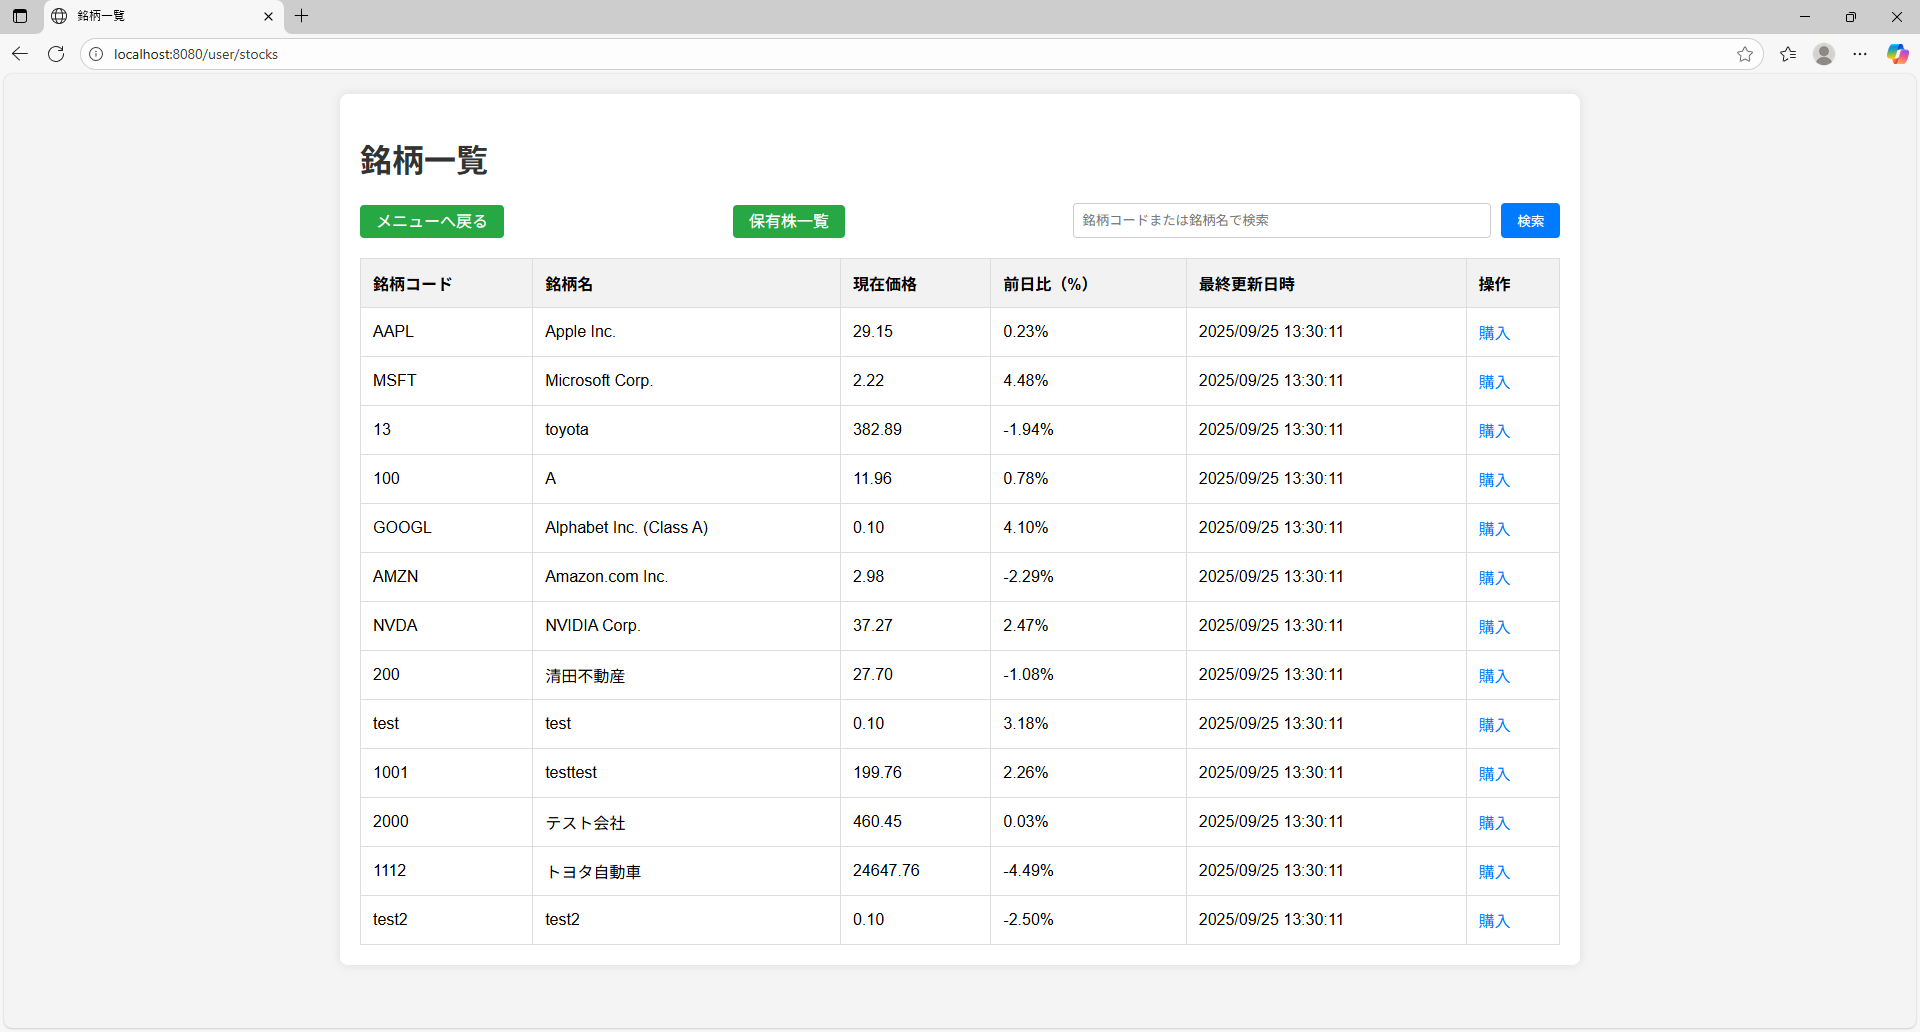 銘柄一覧
localhost:8080/user/stocks
銘柄一覧
メニューへ戻る 保有株一覧 銘柄コードまたは銘柄名で検索 検索
銘柄コード 銘柄名 現在価格 前日比（%） 最終更新日時 操作
AAPL Apple Inc. 29.15 0.23% 2025/09/25 13:30:11 購入
MSFT Microsoft Corp. 2.22 4.48% 2025/09/25 13:30:11 購入
13 toyota 382.89 -1.94% 2025/09/25 13:30:11 購入
100 A 11.96 0.78% 2025/09/25 13:30:11 購入
GOOGL Alphabet Inc. (Class A) 0.10 4.10% 2025/09/25 13:30:11 購入
AMZN Amazon.com Inc. 2.98 -2.29% 2025/09/25 13:30:11 購入
NVDA NVIDIA Corp. 37.27 2.47% 2025/09/25 13:30:11 購入
200 清田不動産 27.70 -1.08% 2025/09/25 13:30:11 購入
test test 0.10 3.18% 2025/09/25 13:30:11 購入
1001 testtest 199.76 2.26% 2025/09/25 13:30:11 購入
2000 テスト会社 460.45 0.03% 2025/09/25 13:30:11 購入
1112 トヨタ自動車 24647.76 -4.49% 2025/09/25 13:30:11 購入
test2 test2 0.10 -2.50% 2025/09/25 13:30:11 購入